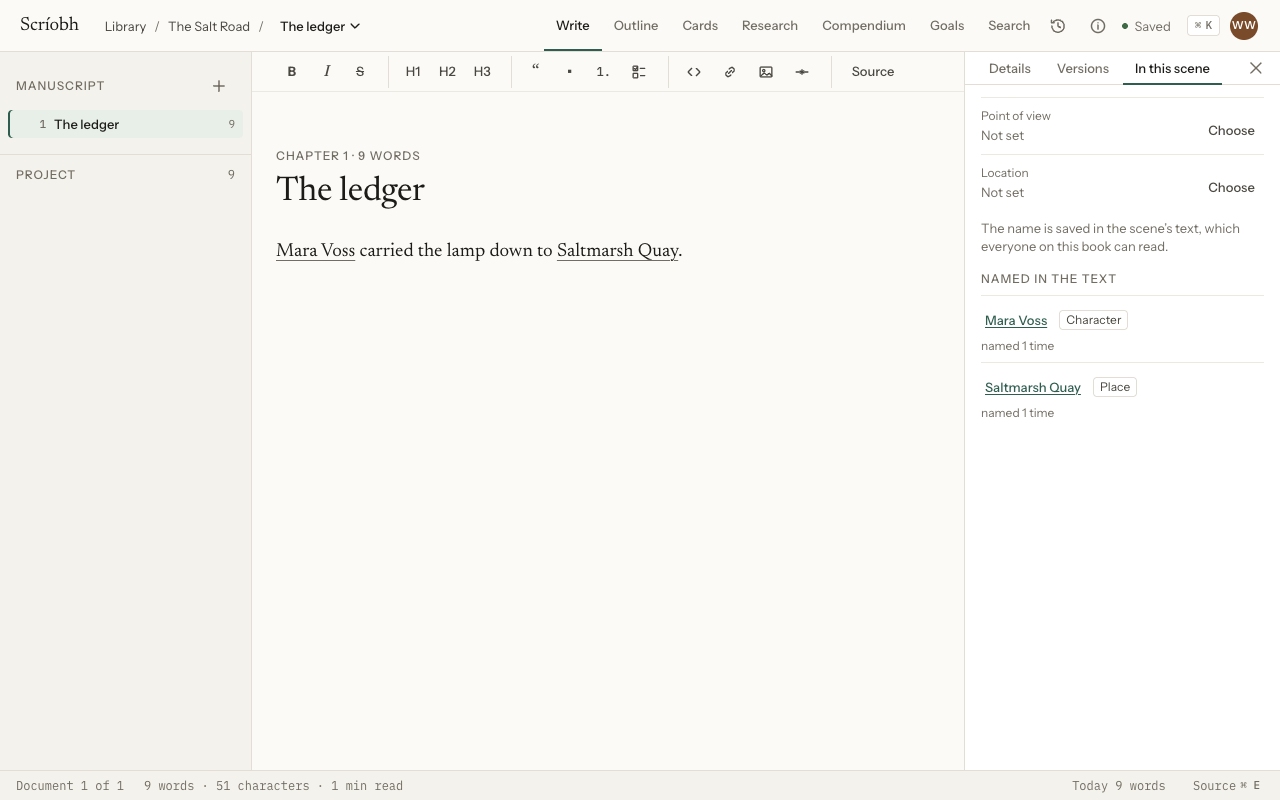 Scríobh Library / The Salt Road / The ledger Write Outline Cards Research Compendium Goals Search Saved ⌘ K WW
MANUSCRIPT
1 The ledger 9
PROJECT 9
B I S H1 H2 H3 “ ▪ 1. Source
CHAPTER 1 · 9 WORDS
The ledger
Mara Voss carried the lamp down to Saltmarsh Quay.
Details Versions In this scene
Point of view
Not set Choose
Location
Not set Choose
The name is saved in the scene’s text, which
everyone on this book can read.
NAMED IN THE TEXT
Mara Voss Character
named 1 time
Saltmarsh Quay Place
named 1 time
Document 1 of 1 9 words · 51 characters · 1 min read Today 9 words Source ⌘ E